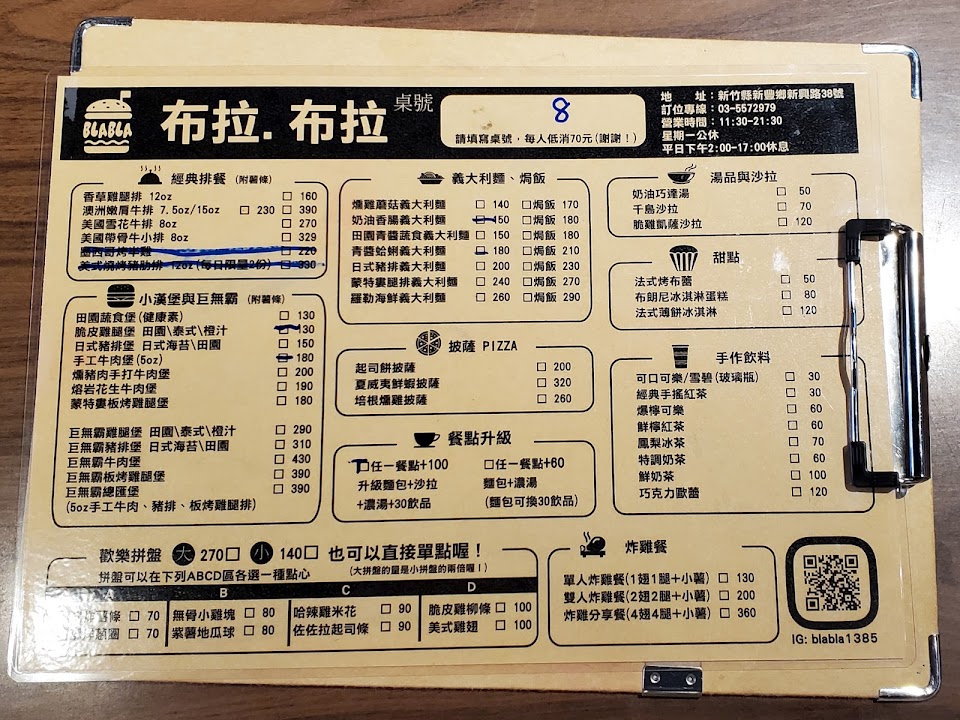 BLABLA
布拉.布拉
桌號
8
請填寫桌號,每人低消70元(謝謝!)
地 址:新竹縣新豐鄉新興路38號
訂位專線:03-5572979
營業時間:11:30-21:30
星期一公休
平日下午2:00-17:00休息
經典排餐 (附薯條)
香草雞腿排 12oz □ 160
澳洲嫩肩牛排 7.5oz/15oz □ 230 □ 390
美國雪花牛排 8oz □ 270
美國帶骨牛小排 8oz □ 329
墨西哥烤半雞 □ 220
美式燒烤豬肋排 12oz (每日限量2份) □ 330
小漢堡與巨無霸 (附薯條)
田園蔬食堡(健康素) □ 130
脆皮雞腿堡 田園\泰式\橙汁 □ 130
日式豬排堡 日式海苔\田園 □ 150
手工牛肉堡(5oz) □ 180
燻豬肉手打牛肉堡 □ 200
熔岩花生牛肉堡 □ 190
蒙特婁板烤雞腿堡 □ 180
巨無霸雞腿堡 田園\泰式\橙汁 □ 290
巨無霸豬排堡 日式海苔\田園 □ 310
巨無霸牛肉堡 □ 430
巨無霸板烤雞腿堡 □ 390
巨無霸總匯堡 □ 390
(5oz手工牛肉、豬排、板烤雞腿排)
義大利麵、焗飯
燻雞蘑菇義大利麵 □ 140 □焗飯 170
奶油香腸義大利麵 □ 150 □焗飯 180
田園青醬蔬食義大利麵 □ 150 □焗飯 180
青醬蛤蜊義大利麵 □ 180 □焗飯 210
日式豬排義大利麵 □ 200 □焗飯 230
蒙特婁腿排義大利麵 □ 240 □焗飯 270
羅勒海鮮義大利麵 □ 260 □焗飯 290
披薩 PIZZA
起司餅披薩 □ 200
夏威夷鮮蝦披薩 □ 320
培根燻雞披薩 □ 260
餐點升級
□任一餐點+100
升級麵包+沙拉
+濃湯+30飲品
□任一餐點+60
麵包+濃湯
(麵包可換30飲品)
湯品與沙拉
奶油巧達湯 □ 50
千島沙拉 □ 70
脆雞凱薩沙拉 □ 120
甜點
法式烤布蕾 □ 50
布朗尼冰淇淋蛋糕 □ 80
法式薄餅冰淇淋 □ 120
手作飲料
可口可樂/雪碧(玻璃瓶) □ 30
經典手搖紅茶 □ 30
爆檸可樂 □ 60
鮮檸紅茶 □ 60
鳳梨冰茶 □ 70
特調奶茶 □ 60
鮮奶茶 □ 100
巧克力歐蕾 □ 120
歡樂拼盤 大 270□ 小 140□ 也可以直接單點喔!
拼盤可以在下列ABCD區各選一種點心 (大拼盤的量是小拼盤的兩倍喔!)
A B C D
薯條 □ 70 無骨小雞塊 □ 80 哈辣雞米花 □ 90 脆皮雞柳條 □ 100
□ 70 紫薯地瓜球 □ 80 佐佐拉起司條 □ 90 美式雞翅 □ 100
炸雞餐
單人炸雞餐(1翅1腿+小薯) □ 130
雙人炸雞餐(2翅2腿+小薯) □ 200
炸雞分享餐(4翅4腿+小薯) □ 360
IG: blabla1385